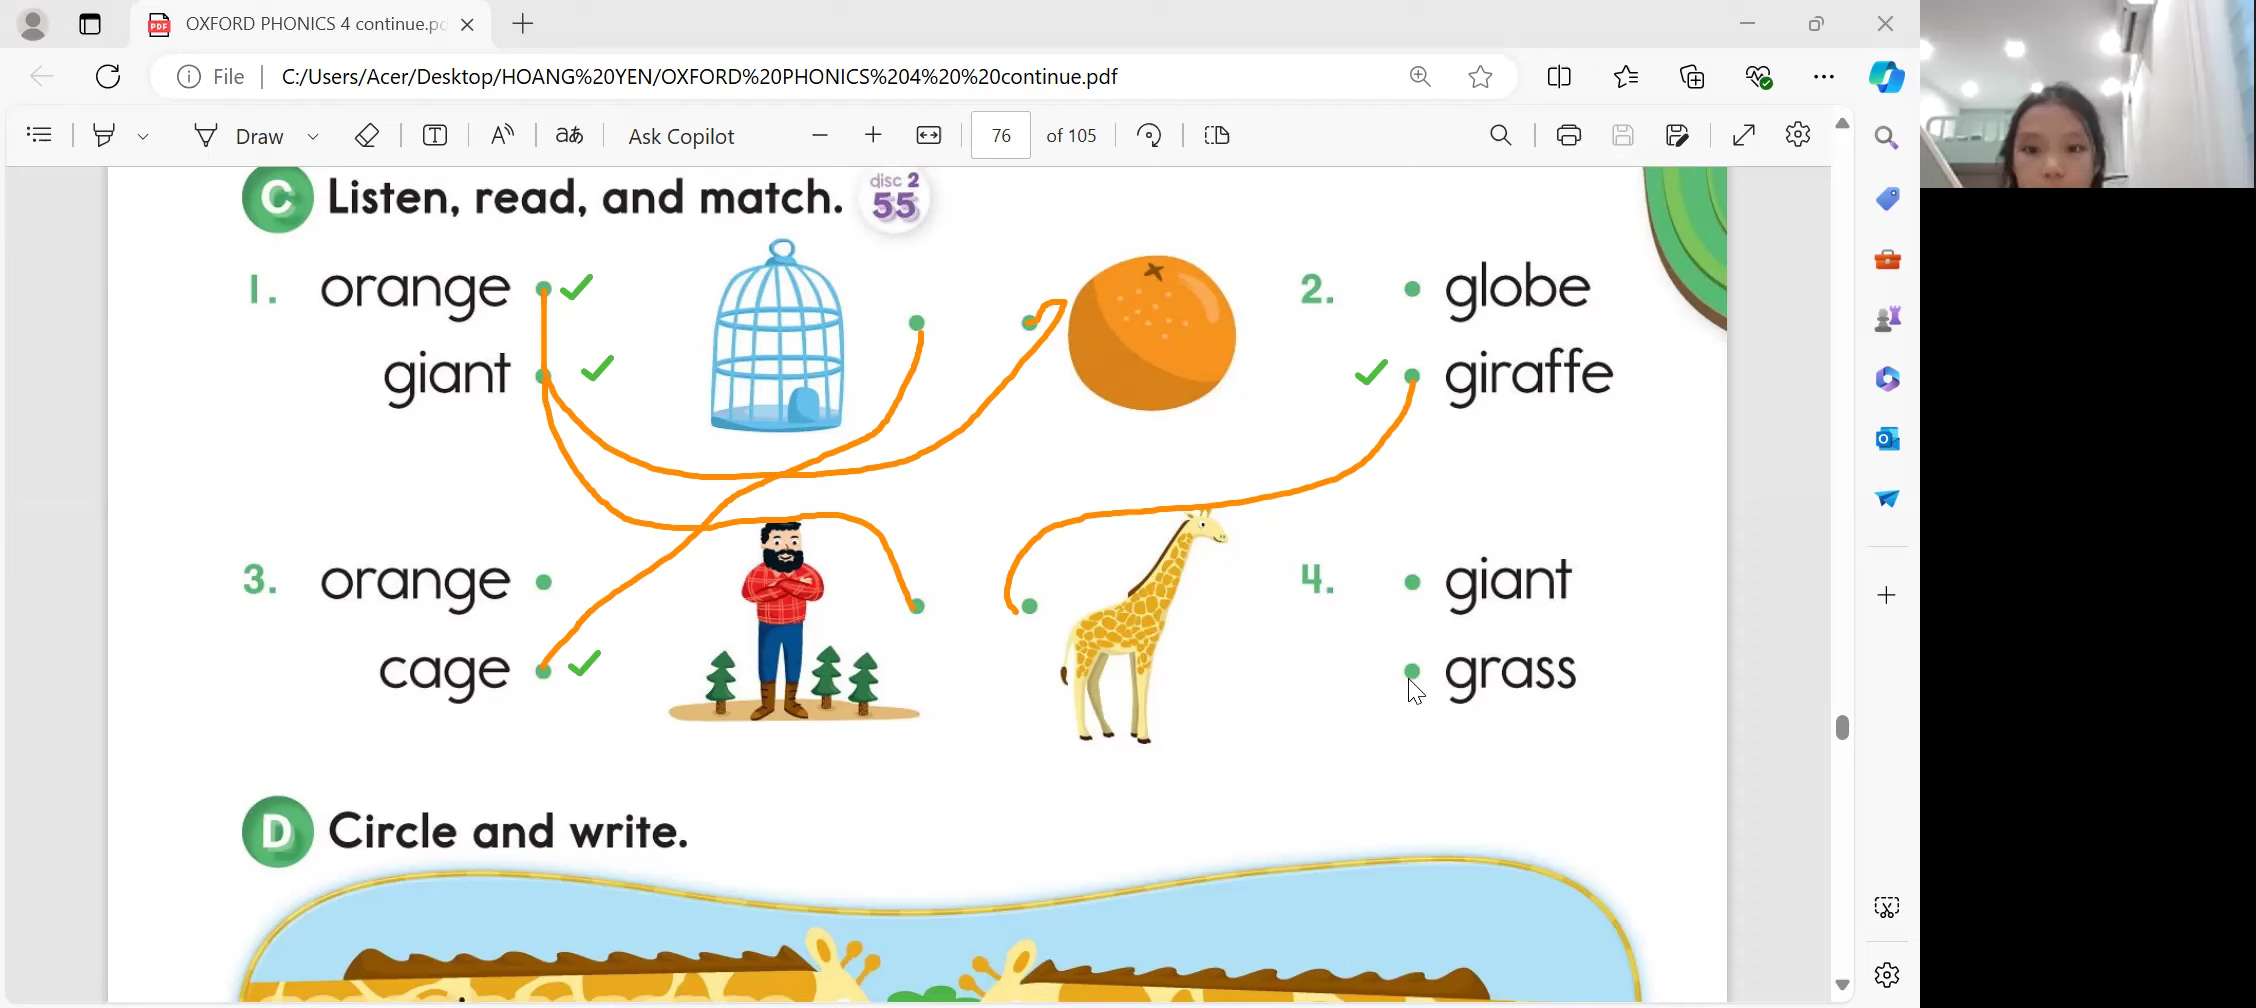 OXFORD PHONICS 4 continue.pd
File
C:/Users/Acer/Desktop/HOANG%20YEN/OXFORD%20PHONICS%204%20%20continue.pdf
Draw
Ask Copilot
76 of 105
C Listen, read, and match. disc 2 55
1. orange
giant
2. globe
giraffe
3. orange
cage
4. giant
grass
D Circle and write.